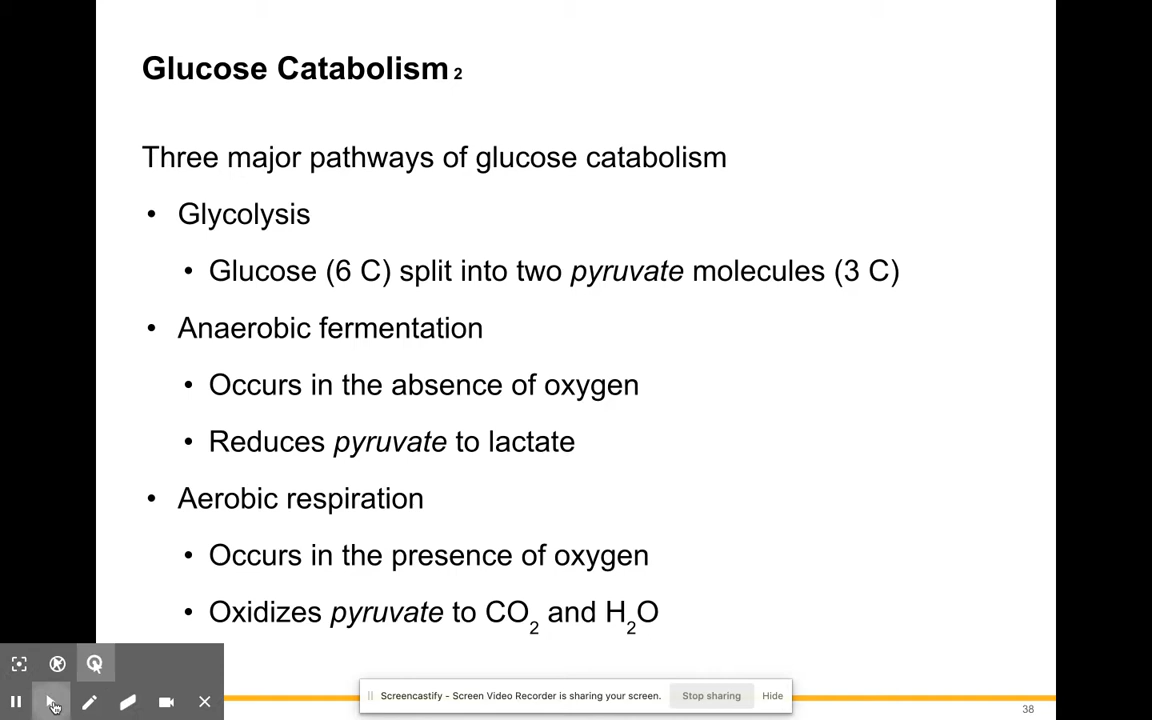 Glucose Catabolism 2
Three major pathways of glucose catabolism
• Glycolysis
• Glucose (6 C) split into two pyruvate molecules (3 C)
• Anaerobic fermentation
• Occurs in the absence of oxygen
• Reduces pyruvate to lactate
• Aerobic respiration
• Occurs in the presence of oxygen
• Oxidizes pyruvate to CO₂ and H₂O
Screencastify - Screen Video Recorder is sharing your screen. Stop sharing Hide
38